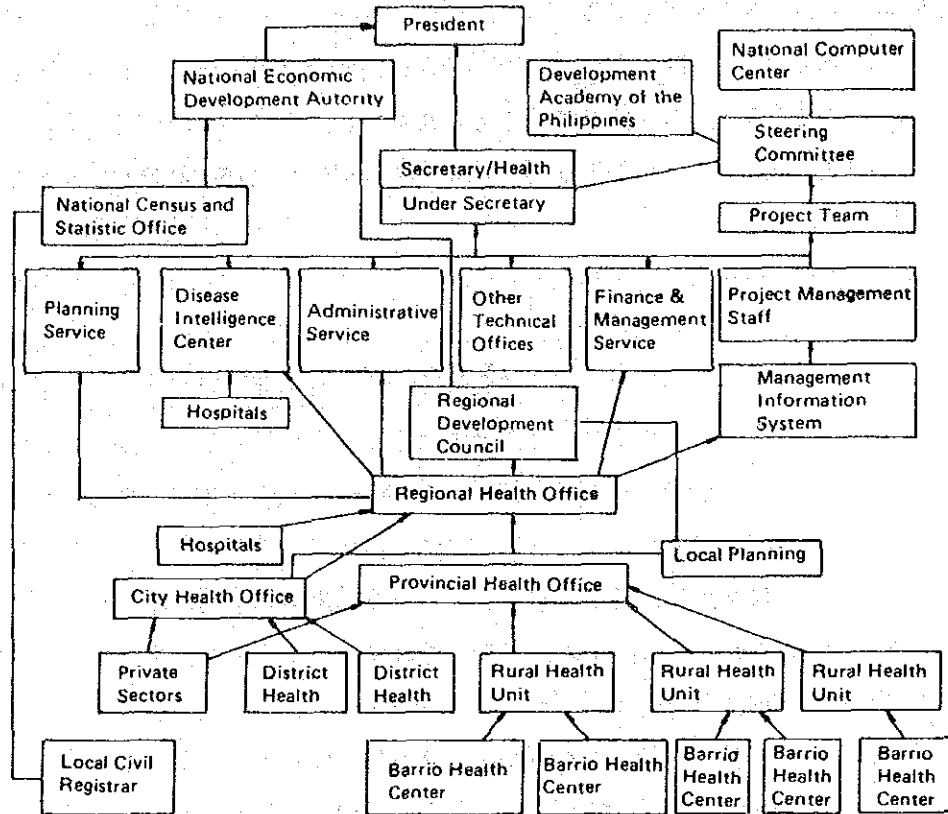 President
National Economic
Development Autority
Development
Academy of the
Philippines
National Computer
Center
Steering
Committee
Secretary/Health
Under Secretary
National Census and
Statistic Office
Project Team
Planning
Service
Disease
Intelligence
Center
Administrative
Service
Other
Technical
Offices
Finance &
Management
Service
Project Management
Staff
Hospitals
Regional
Development
Council
Management
Information
System
Regional Health Office
Hospitals
Local Planning
City Health Office
Provincial Health Office
Private
Sectors
District
Health
District
Health
Rural Health
Unit
Rural Health
Unit
Rural Health
Unit
Local Civil
Registrar
Barrio Health
Center
Barrio Health
Center
Barrio
Health
Center
Barrio
Health
Center
Barrio
Health
Center